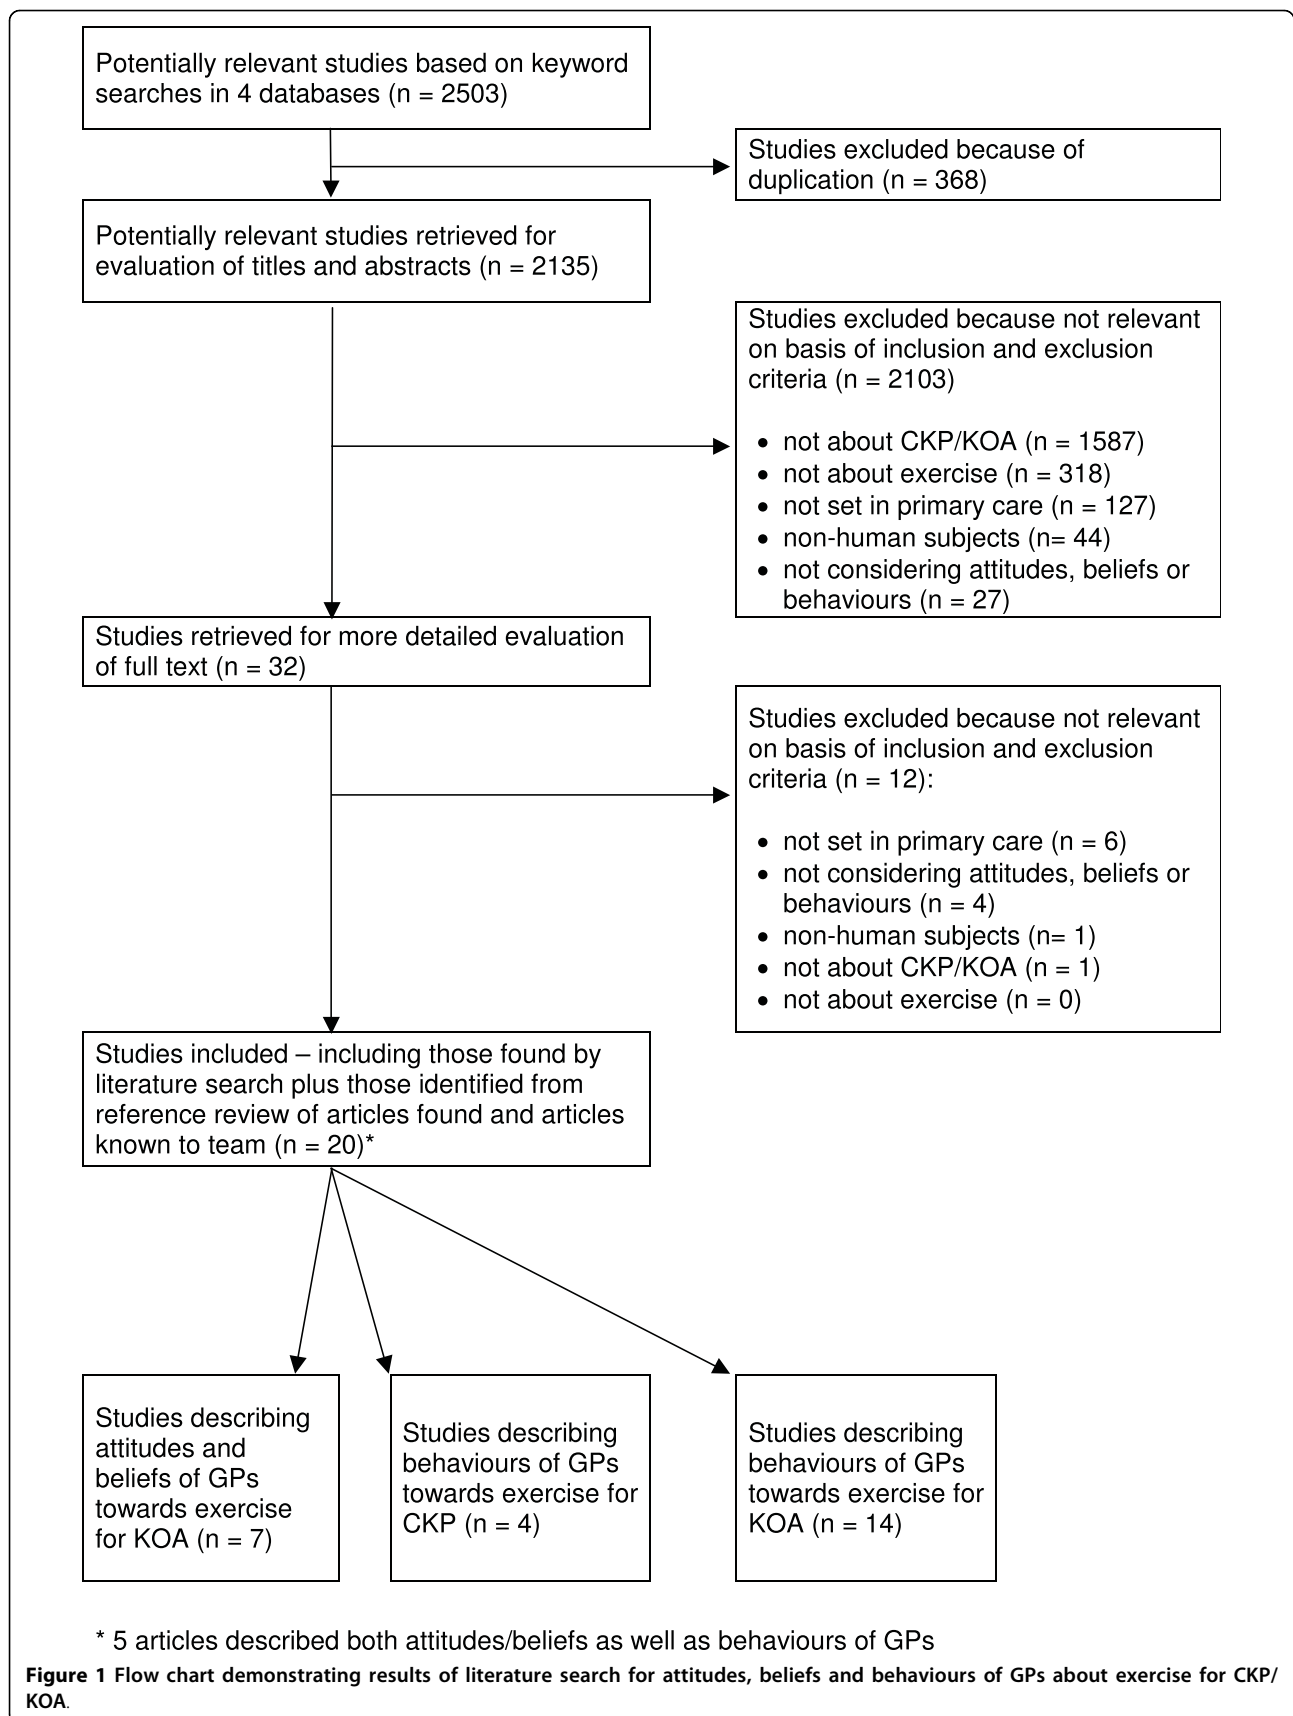 Potentially relevant studies based on keyword
searches in 4 databases (n = 2503)
Studies excluded because of
duplication (n = 368)
Potentially relevant studies retrieved for
evaluation of titles and abstracts (n = 2135)
Studies excluded because not relevant
on basis of inclusion and exclusion
criteria (n = 2103)
• not about CKP/KOA (n = 1587)
• not about exercise (n = 318)
• not set in primary care (n = 127)
• non-human subjects (n= 44)
• not considering attitudes, beliefs or
behaviours (n = 27)
Studies retrieved for more detailed evaluation
of full text (n = 32)
Studies excluded because not relevant
on basis of inclusion and exclusion
criteria (n = 12):
• not set in primary care (n = 6)
• not considering attitudes, beliefs or
behaviours (n = 4)
• non-human subjects (n= 1)
• not about CKP/KOA (n = 1)
• not about exercise (n = 0)
Studies included – including those found by
literature search plus those identified from
reference review of articles found and articles
known to team (n = 20)*
Studies describing
attitudes and
beliefs of GPs
towards exercise
for KOA (n = 7)
Studies describing
behaviours of GPs
towards exercise for
CKP (n = 4)
Studies describing
behaviours of GPs
towards exercise for
KOA (n = 14)
* 5 articles described both attitudes/beliefs as well as behaviours of GPs
Figure 1 Flow chart demonstrating results of literature search for attitudes, beliefs and behaviours of GPs about exercise for CKP/
KOA.